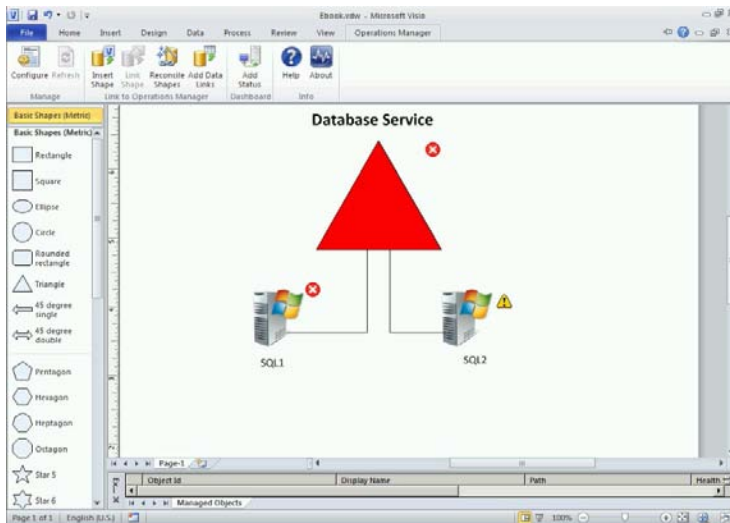 Ebook.vdw - Microsoft Visio
File Home Insert Design Data Process Review View Operations Manager
Configure Refresh Insert Shape Link Shape Reconcile Shapes Add Data Links Add Status Help About
Manage Link to Operations Manager Dashboard Info
Basic Shapes (Metric)
Basic Shapes (Metric)
Rectangle
Square
Ellipse
Circle
Rounded rectangle
Triangle
45 degree single
45 degree double
Pentagon
Hexagon
Heptagon
Octagon
Star 5
Star 6
Database Service
SQL1
SQL2
Page-1
Object Id Display Name Path Health
Managed Objects
Page 1 of 1 English (U.S.) 100%